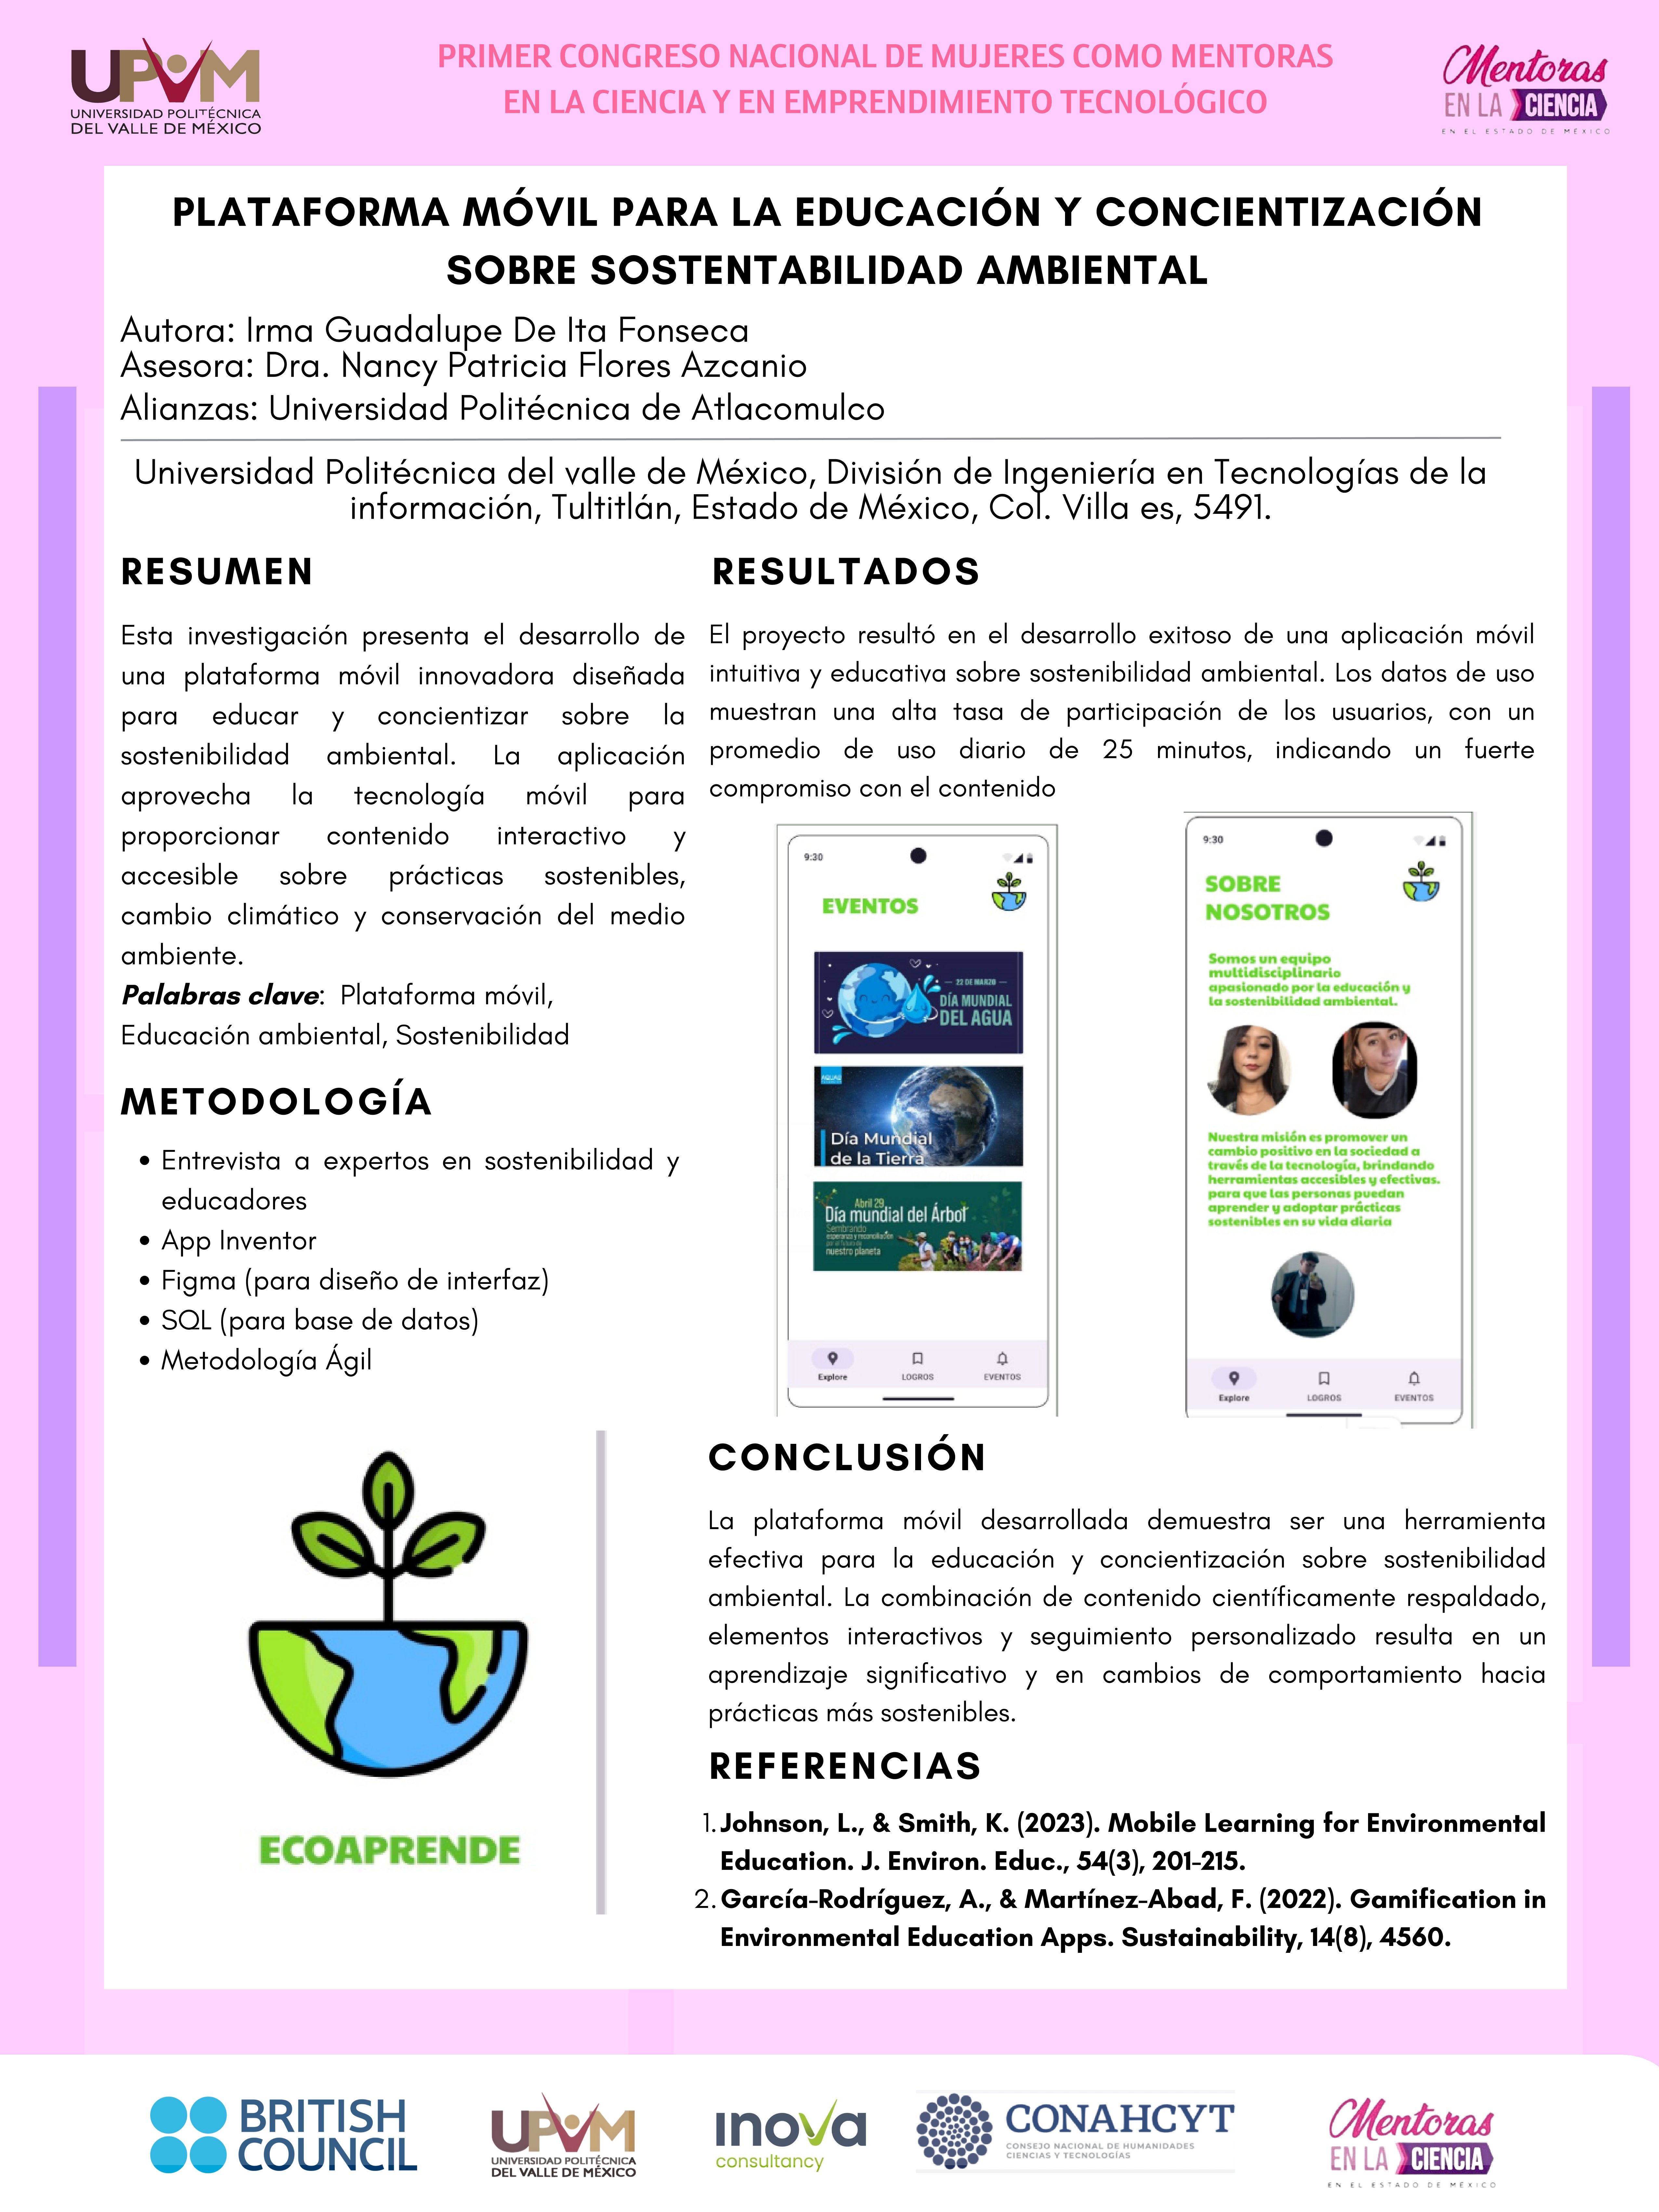 UPVM
UNIVERSIDAD POLITÉCNICA
DEL VALLE DE MÉXICO
PRIMER CONGRESO NACIONAL DE MUJERES COMO MENTORAS
EN LA CIENCIA Y EN EMPRENDIMIENTO TECNOLÓGICO
Mentoras
EN LA CIENCIA
EN EL ESTADO DE MÉXICO
PLATAFORMA MÓVIL PARA LA EDUCACIÓN Y CONCIENTIZACIÓN
SOBRE SOSTENTABILIDAD AMBIENTAL
Autora: Irma Guadalupe De Ita Fonseca
Asesora: Dra. Nancy Patricia Flores Azcanio
Alianzas: Universidad Politécnica de Atlacomulco
Universidad Politécnica del valle de México, División de Ingeniería en Tecnologías de la
información, Tultitlán, Estado de México, Col. Villa es, 5491.
RESUMEN
Esta investigación presenta el desarrollo de
una plataforma móvil innovadora diseñada
para educar y concientizar sobre la
sostenibilidad ambiental. La aplicación
aprovecha la tecnología móvil para
proporcionar contenido interactivo y
accesible sobre prácticas sostenibles,
cambio climático y conservación del medio
ambiente.
Palabras clave: Plataforma móvil,
Educación ambiental, Sostenibilidad
METODOLOGÍA
• Entrevista a expertos en sostenibilidad y
educadores
• App Inventor
• Figma (para diseño de interfaz)
• SQL (para base de datos)
• Metodología Ágil
ECOAPRENDE
RESULTADOS
El proyecto resultó en el desarrollo exitoso de una aplicación móvil
intuitiva y educativa sobre sostenibilidad ambiental. Los datos de uso
muestran una alta tasa de participación de los usuarios, con un
promedio de uso diario de 25 minutos, indicando un fuerte
compromiso con el contenido
9:30
EVENTOS
22 DE MARZO
DÍA MUNDIAL
DEL AGUA
Día Mundial
de la Tierra
Abril 29
Día mundial del Árbol
Sembrando
esperanza y reconciliación
por el futuro de
nuestro planeta
Explore
LOGROS
EVENTOS
9:30
SOBRE
NOSOTROS
Somos un equipo
multidisciplinario
apasionado por la educación y
la sostenibilidad ambiental.
Nuestra misión es promover un
cambio positivo en la sociedad a
través de la tecnología, brindando
herramientas accesibles y efectivas.
para que las personas puedan
aprender y adoptar prácticas
sostenibles en su vida diaria
Explore
LOGROS
EVENTOS
CONCLUSIÓN
La plataforma móvil desarrollada demuestra ser una herramienta
efectiva para la educación y concientización sobre sostenibilidad
ambiental. La combinación de contenido científicamente respaldado,
elementos interactivos y seguimiento personalizado resulta en un
aprendizaje significativo y en cambios de comportamiento hacia
prácticas más sostenibles.
REFERENCIAS
1. Johnson, L., & Smith, K. (2023). Mobile Learning for Environmental
Education. J. Environ. Educ., 54(3), 201-215.
2. García-Rodríguez, A., & Martínez-Abad, F. (2022). Gamification in
Environmental Education Apps. Sustainability, 14(8), 4560.
BRITISH
COUNCIL
UPVM
UNIVERSIDAD POLITÉCNICA
DEL VALLE DE MÉXICO
inova
consultancy
CONAHCYT
CONSEJO NACIONAL DE HUMANIDADES
CIENCIAS Y TECNOLOGÍAS
Mentoras
EN LA CIENCIA
EN EL ESTADO DE MÉXICO